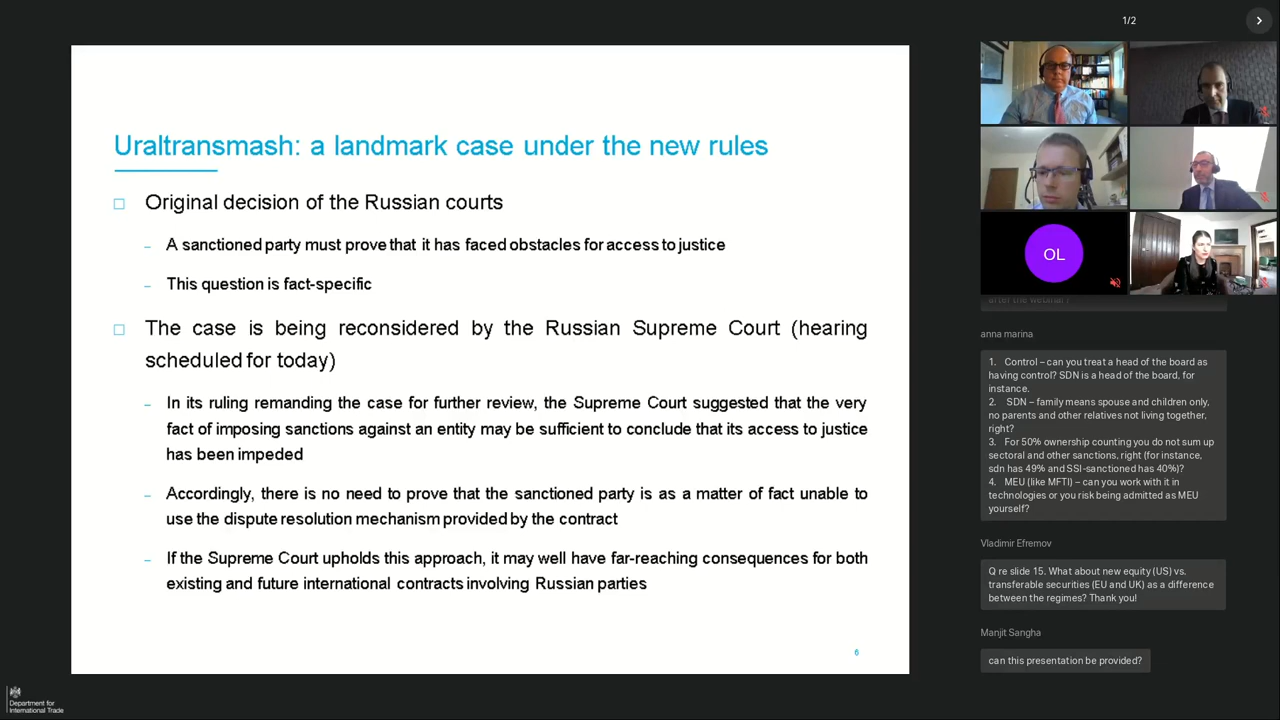 1/2
Uraltransmash: a landmark case under the new rules
Original decision of the Russian courts
– A sanctioned party must prove that it has faced obstacles for access to justice
– This question is fact-specific
The case is being reconsidered by the Russian Supreme Court (hearing
scheduled for today)
– In its ruling remanding the case for further review, the Supreme Court suggested that the very
fact of imposing sanctions against an entity may be sufficient to conclude that its access to justice
has been impeded
– Accordingly, there is no need to prove that the sanctioned party is as a matter of fact unable to
use the dispute resolution mechanism provided by the contract
– If the Supreme Court upholds this approach, it may well have far-reaching consequences for both
existing and future international contracts involving Russian parties
6
Department for
International Trade
OL
after the webinar?
anna marina
1. Control – can you treat a head of the board as
having control? SDN is a head of the board, for
instance.
2. SDN – family means spouse and children only,
no parents and other relatives not living together,
right?
3. For 50% ownership counting you do not sum up
sectoral and other sanctions, right (for instance,
sdn has 49% and SSI-sanctioned has 40%)?
4. MEU (like MFTI) – can you work with it in
technologies or you risk being admitted as MEU
yourself?
Vladimir Efremov
Q re slide 15. What about new equity (US) vs.
transferable securities (EU and UK) as a difference
between the regimes? Thank you!
Manjit Sangha
can this presentation be provided?